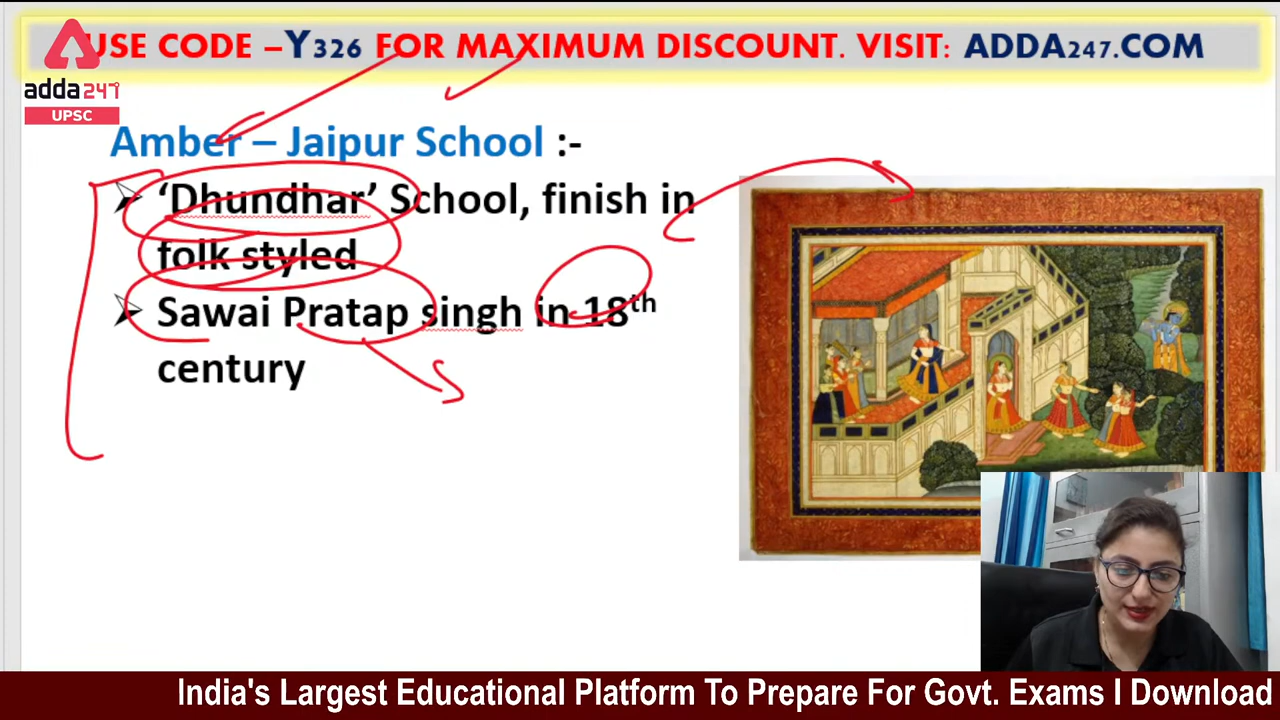 USE CODE –Y326 FOR MAXIMUM DISCOUNT. VISIT: ADDA247.COM
adda247
UPSC
Amber – Jaipur School :-
➢ ‘Dhundhar’ School, finish in
folk styled
➢ Sawai Pratap singh in 18th
century
India's Largest Educational Platform To Prepare For Govt. Exams I Download